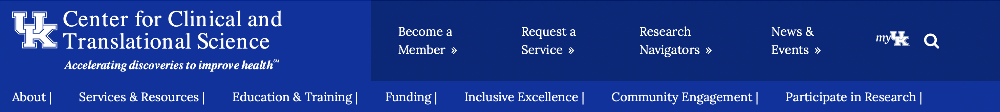 UK
Center for Clinical and
Translational Science
Accelerating discoveries to improve health℠
Become a
Member »
Request a
Service »
Research
Navigators »
News &
Events »
myUK
About |
Services & Resources |
Education & Training |
Funding |
Inclusive Excellence |
Community Engagement |
Participate in Research |